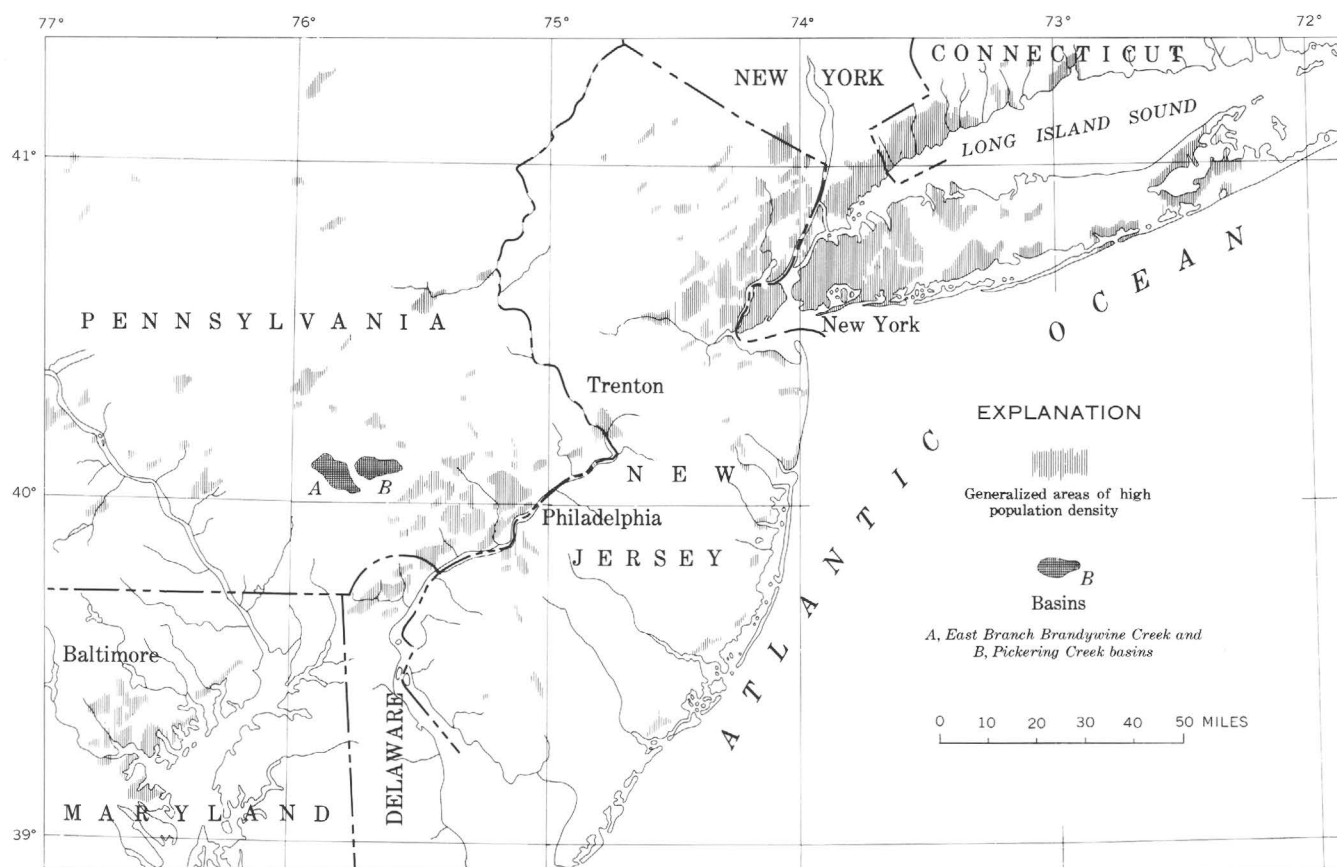 77° 75° 74° 73° 72°
CONNECTICUT
NEW YORK
LONG ISLAND SOUND
41°
PENNSYLVANIA
New York
ATLANTIC OCEAN
Trenton
EXPLANATION
A B
NEW JERSEY
40°
Generalized areas of high
population density
Philadelphia
B
Basins
A, East Branch Brandywine Creek and
B, Pickering Creek basins
Baltimore
DELAWARE
0 10 20 30 40 50 MILES
MARYLAND
39°
76°